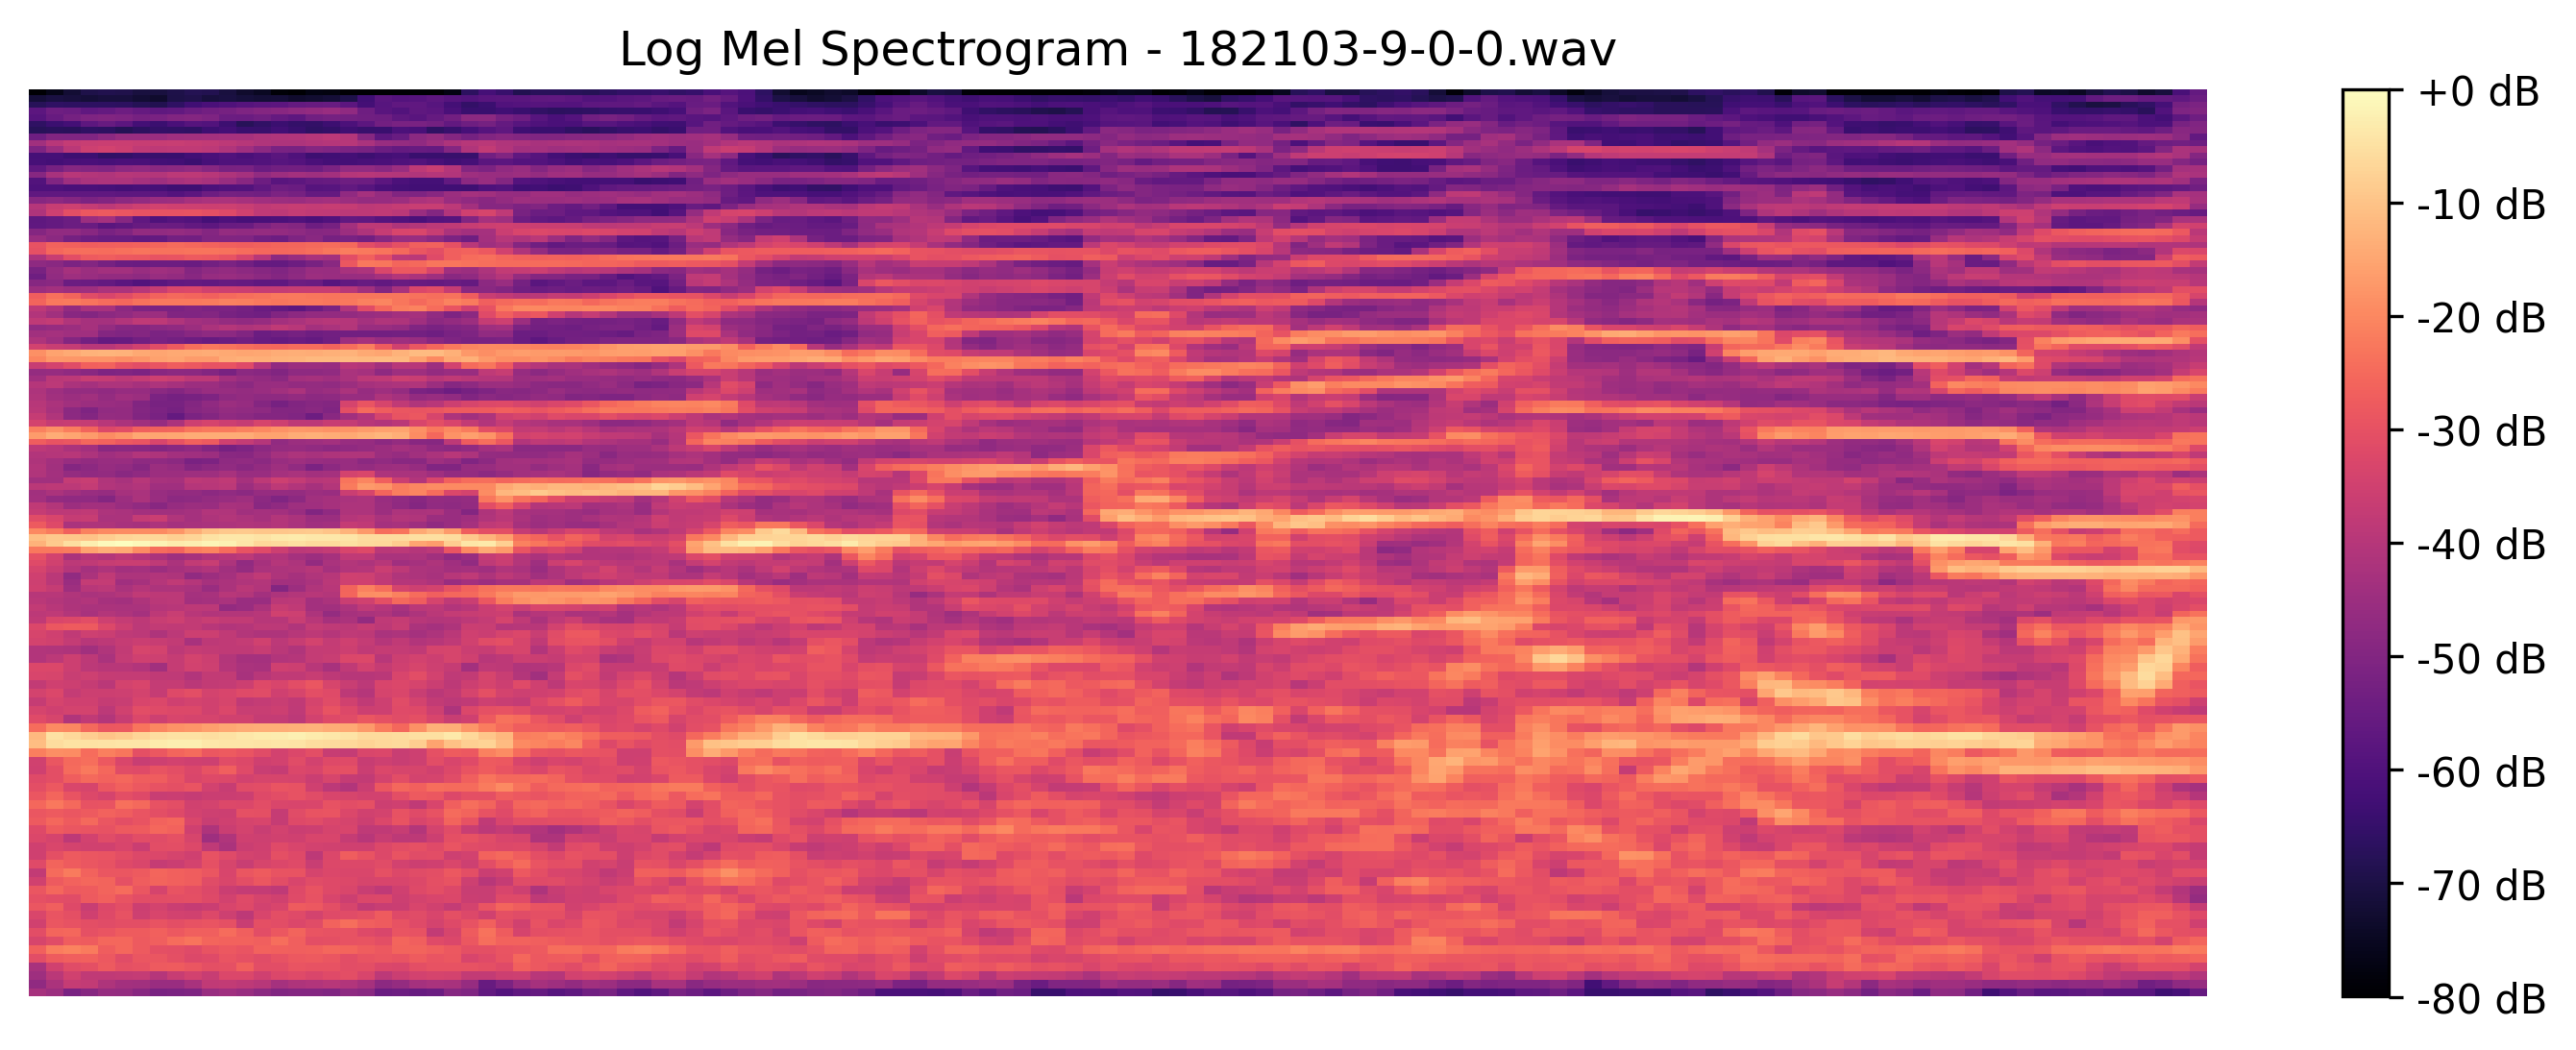 Log Mel Spectrogram - 182103-9-0-0.wav
+0 dB
-10 dB
-20 dB
-30 dB
-40 dB
-50 dB
-60 dB
-70 dB
-80 dB